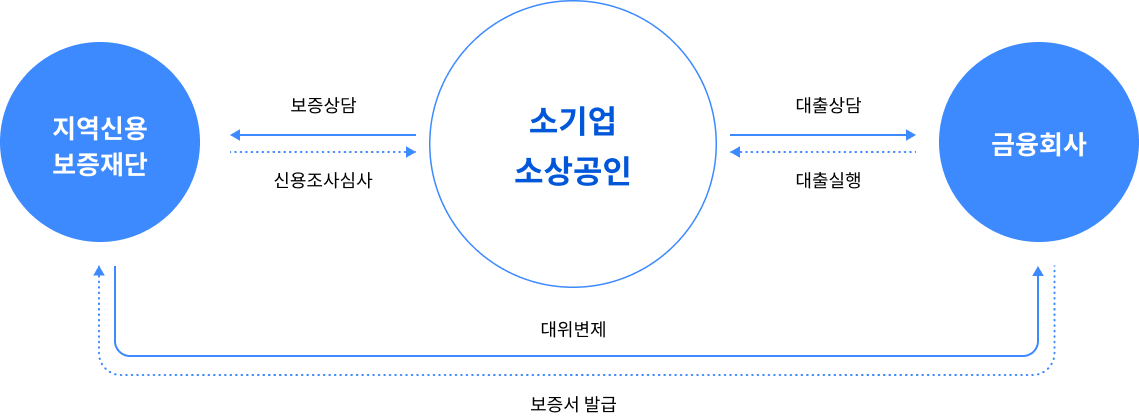 지역신용
보증재단
보증상담
신용조사심사
소기업
소상공인
대출상담
대출실행
금융회사
대위변제
보증서 발급